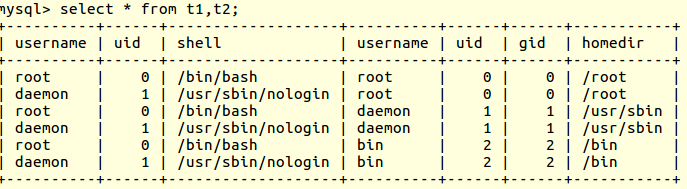 mysql> select * from t1,t2;
+----------+------+-------------------+----------+------+------+-----------+
| username | uid  | shell             | username | uid  | gid  | homedir   |
+----------+------+-------------------+----------+------+------+-----------+
| root     |    0 | /bin/bash         | root     |    0 |    0 | /root     |
| daemon   |    1 | /usr/sbin/nologin | root     |    0 |    0 | /root     |
| root     |    0 | /bin/bash         | daemon   |    1 |    1 | /usr/sbin |
| daemon   |    1 | /usr/sbin/nologin | daemon   |    1 |    1 | /usr/sbin |
| root     |    0 | /bin/bash         | bin      |    2 |    2 | /bin      |
| daemon   |    1 | /usr/sbin/nologin | bin      |    2 |    2 | /bin      |
+----------+------+-------------------+----------+------+------+-----------+